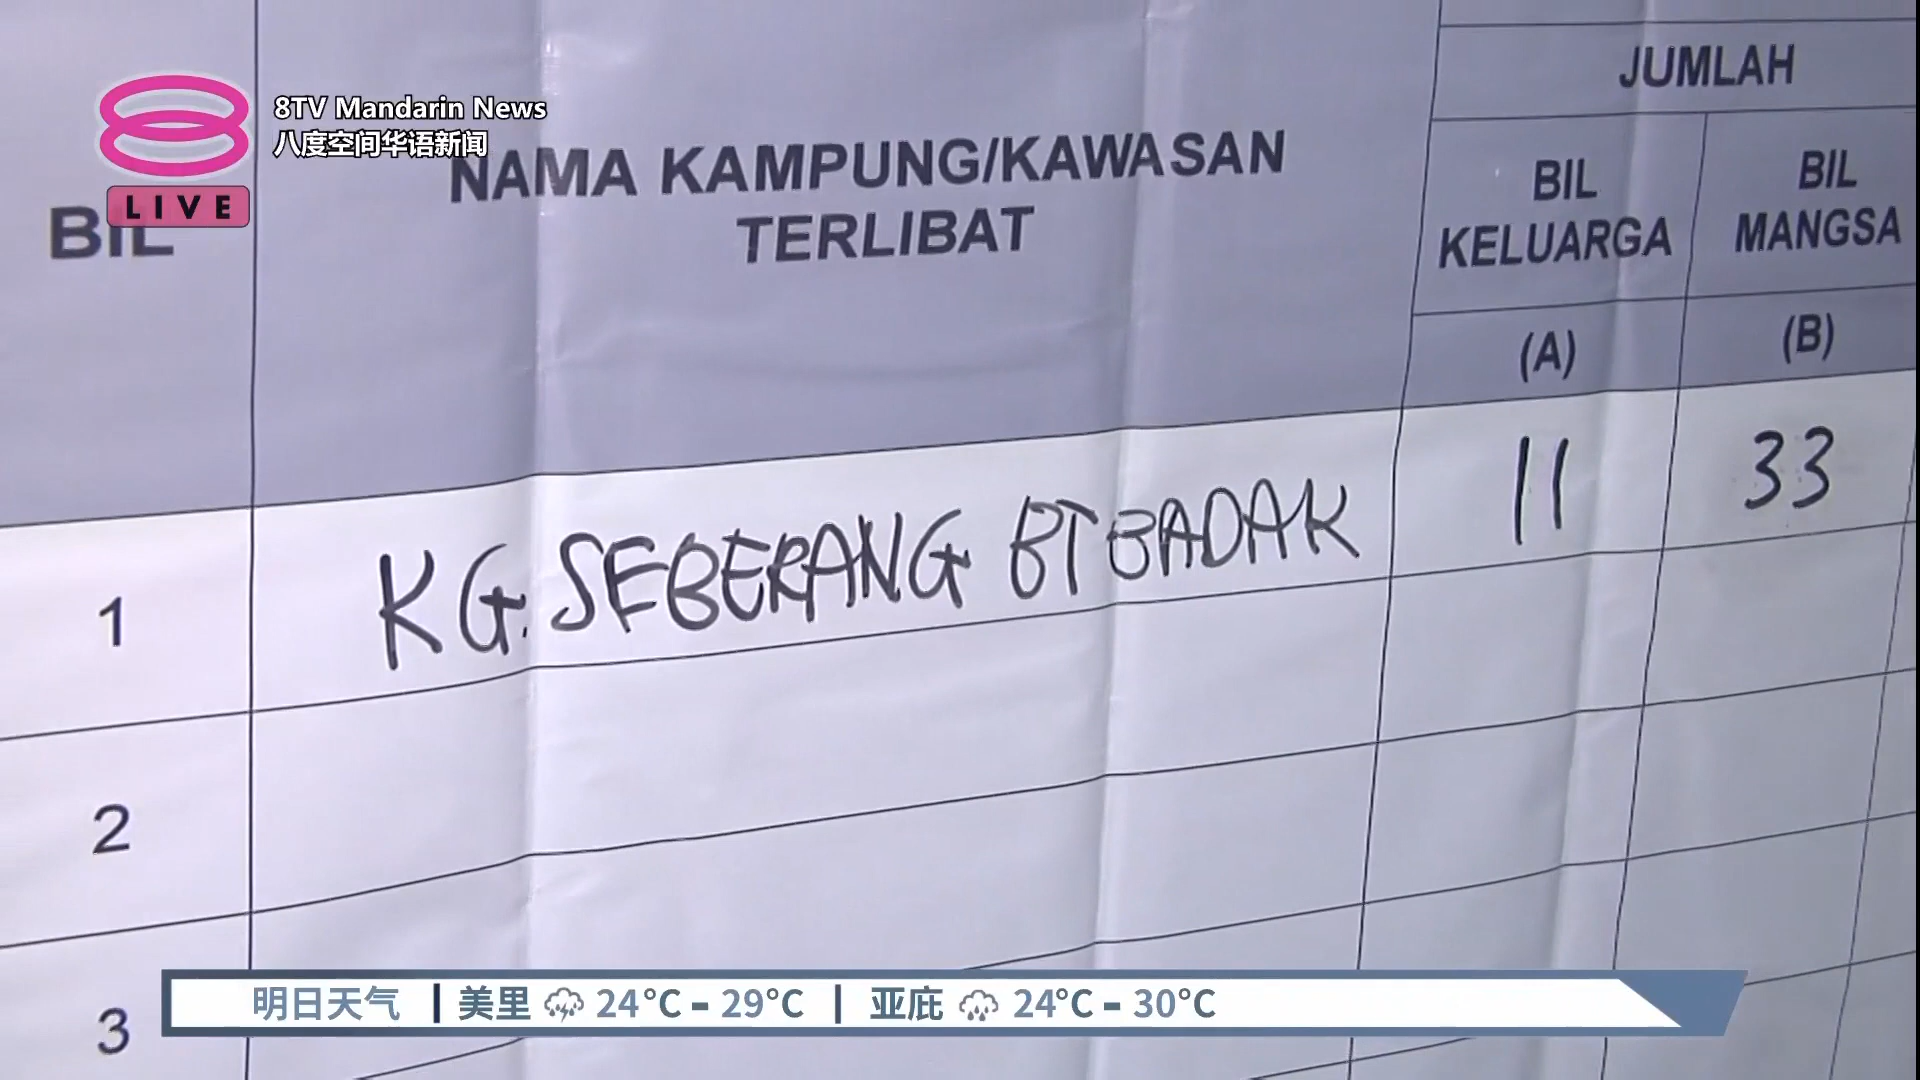 8TV Mandarin News
八度空间华语新闻
LIVE
BIL
NAMA KAMPUNG/KAWASAN
TERLIBAT
JUMLAH
BIL
KELUARGA
(A)
BIL
MANGSA
(B)
1
KG. SEBERANG BT BADAK
11
33
2
3
明日天气 | 美里 24°C - 29°C | 亚庇 24°C - 30°C